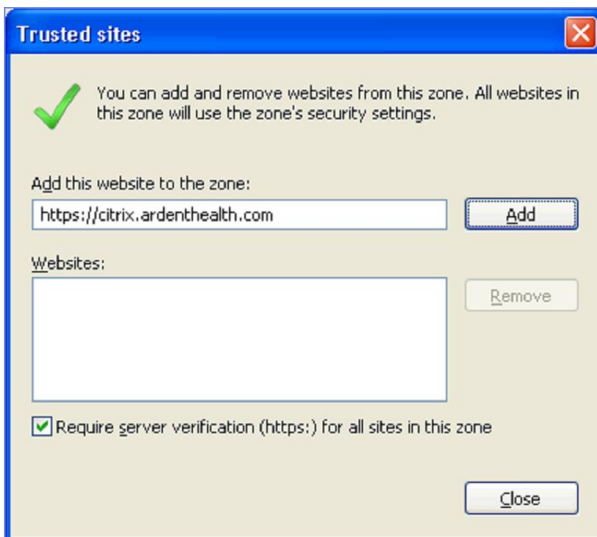 Trusted sites
You can add and remove websites from this zone. All websites in
this zone will use the zone's security settings.
Add this website to the zone:
https://citrix.ardenthealth.com
Add
Websites:
Remove
Require server verification (https:) for all sites in this zone
Close